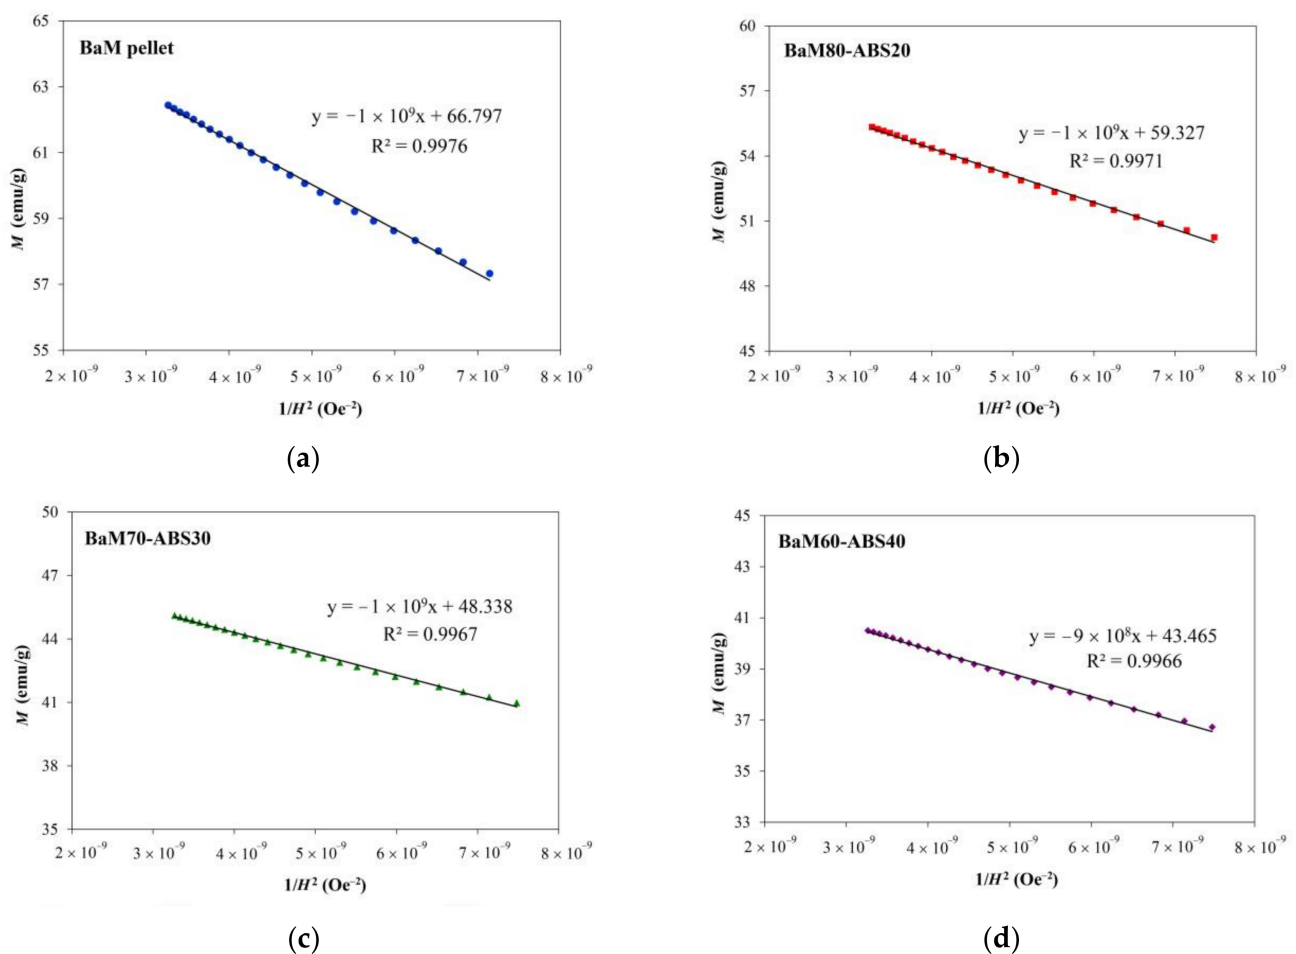 BaM pellet
y = −1 × 10⁹x + 66.797
R² = 0.9976
65
63
61
59
57
55
M (emu/g)
2 × 10⁻⁹ 3 × 10⁻⁹ 4 × 10⁻⁹ 5 × 10⁻⁹ 6 × 10⁻⁹ 7 × 10⁻⁹ 8 × 10⁻⁹
1/H² (Oe⁻²)
(a)
BaM80-ABS20
y = −1 × 10⁹x + 59.327
R² = 0.9971
60
57
54
51
48
45
M (emu/g)
2 × 10⁻⁹ 3 × 10⁻⁹ 4 × 10⁻⁹ 5 × 10⁻⁹ 6 × 10⁻⁹ 7 × 10⁻⁹ 8 × 10⁻⁹
1/H² (Oe⁻²)
(b)
BaM70-ABS30
y = −1 × 10⁹x + 48.338
R² = 0.9967
50
47
44
41
38
35
M (emu/g)
2 × 10⁻⁹ 3 × 10⁻⁹ 4 × 10⁻⁹ 5 × 10⁻⁹ 6 × 10⁻⁹ 7 × 10⁻⁹ 8 × 10⁻⁹
1/H² (Oe⁻²)
(c)
BaM60-ABS40
y = −9 × 10⁸x + 43.465
R² = 0.9966
45
43
41
39
37
35
33
M (emu/g)
2 × 10⁻⁹ 3 × 10⁻⁹ 4 × 10⁻⁹ 5 × 10⁻⁹ 6 × 10⁻⁹ 7 × 10⁻⁹ 8 × 10⁻⁹
1/H² (Oe⁻²)
(d)